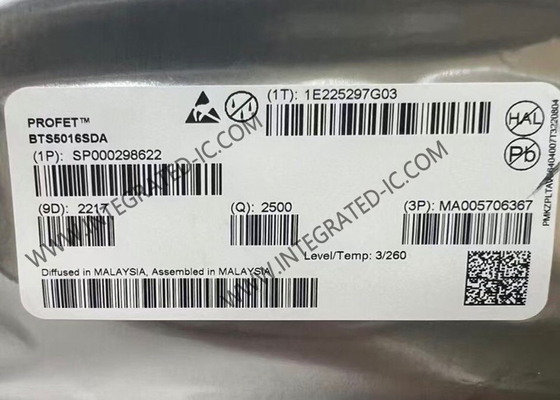 PROFET™
BTS5016SDA
(1P): SP000298622
(1T): 1E225297G03
HAL
Pb
(9D): 2217
(Q): 2500
(3P): MA005706367
Level/Temp: 3/260
Diffused in MALAYSIA, Assembled in MALAYSIA
INTEGRATED-IC.COM
WWW.INTEGRATED-IC.COM